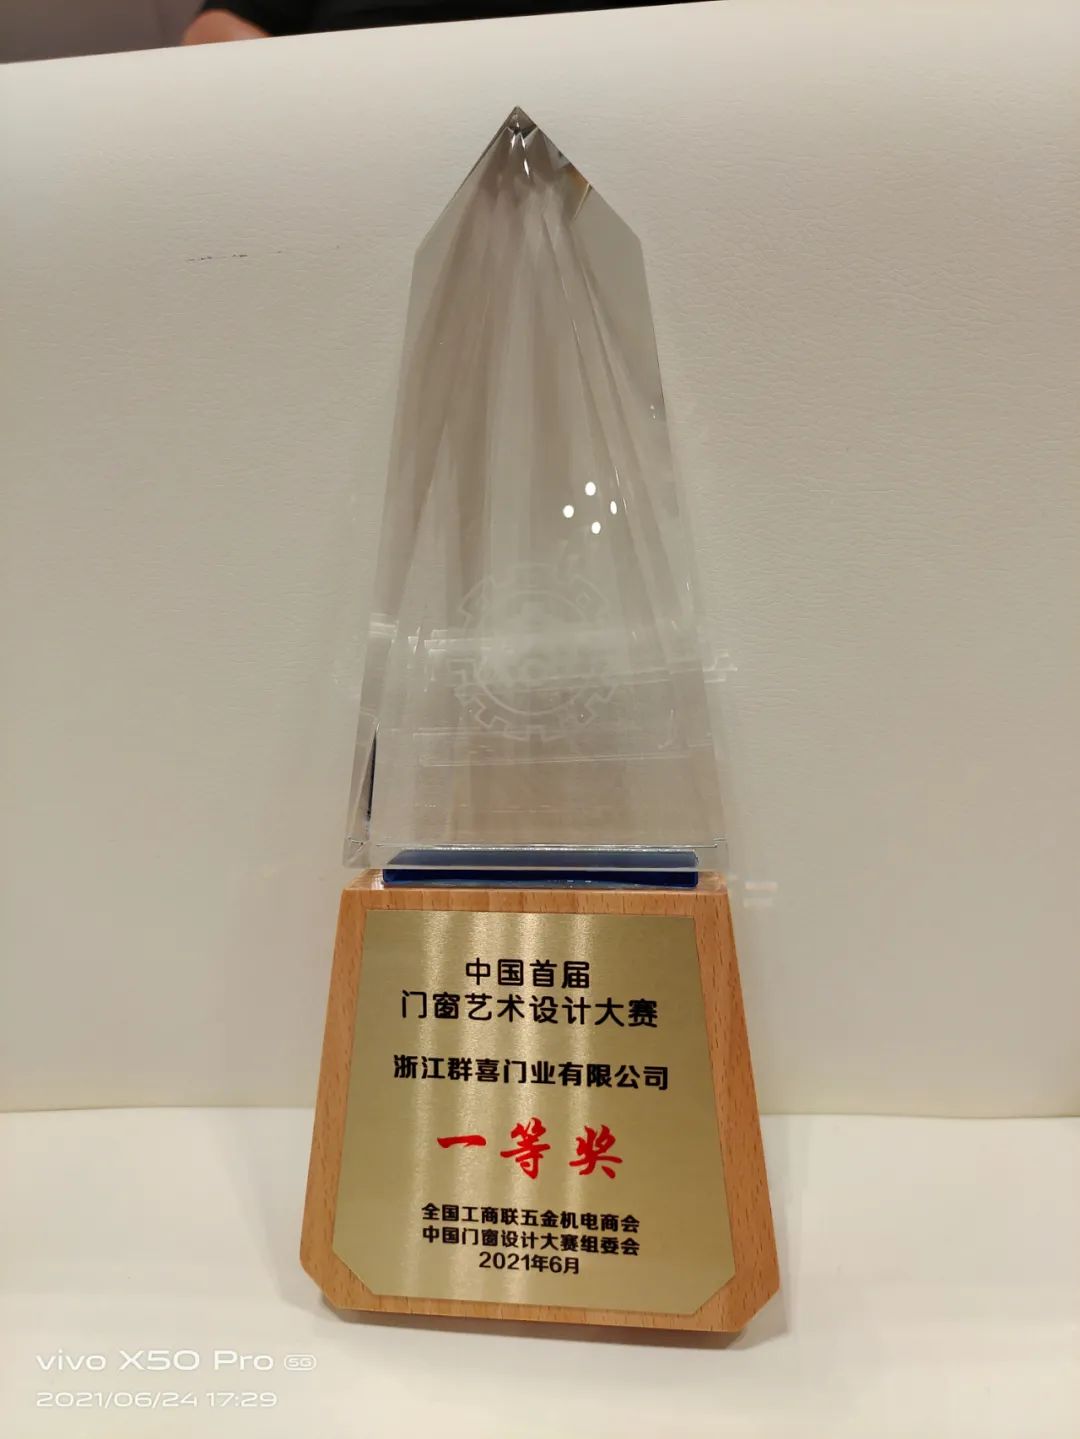 中国首届
门窗艺术设计大赛
浙江群喜门业有限公司
一等奖
全国工商联五金机电商会
中国门窗设计大赛组委会
2021年6月
vivo X50 Pro 5G
2021/06/24 17:29